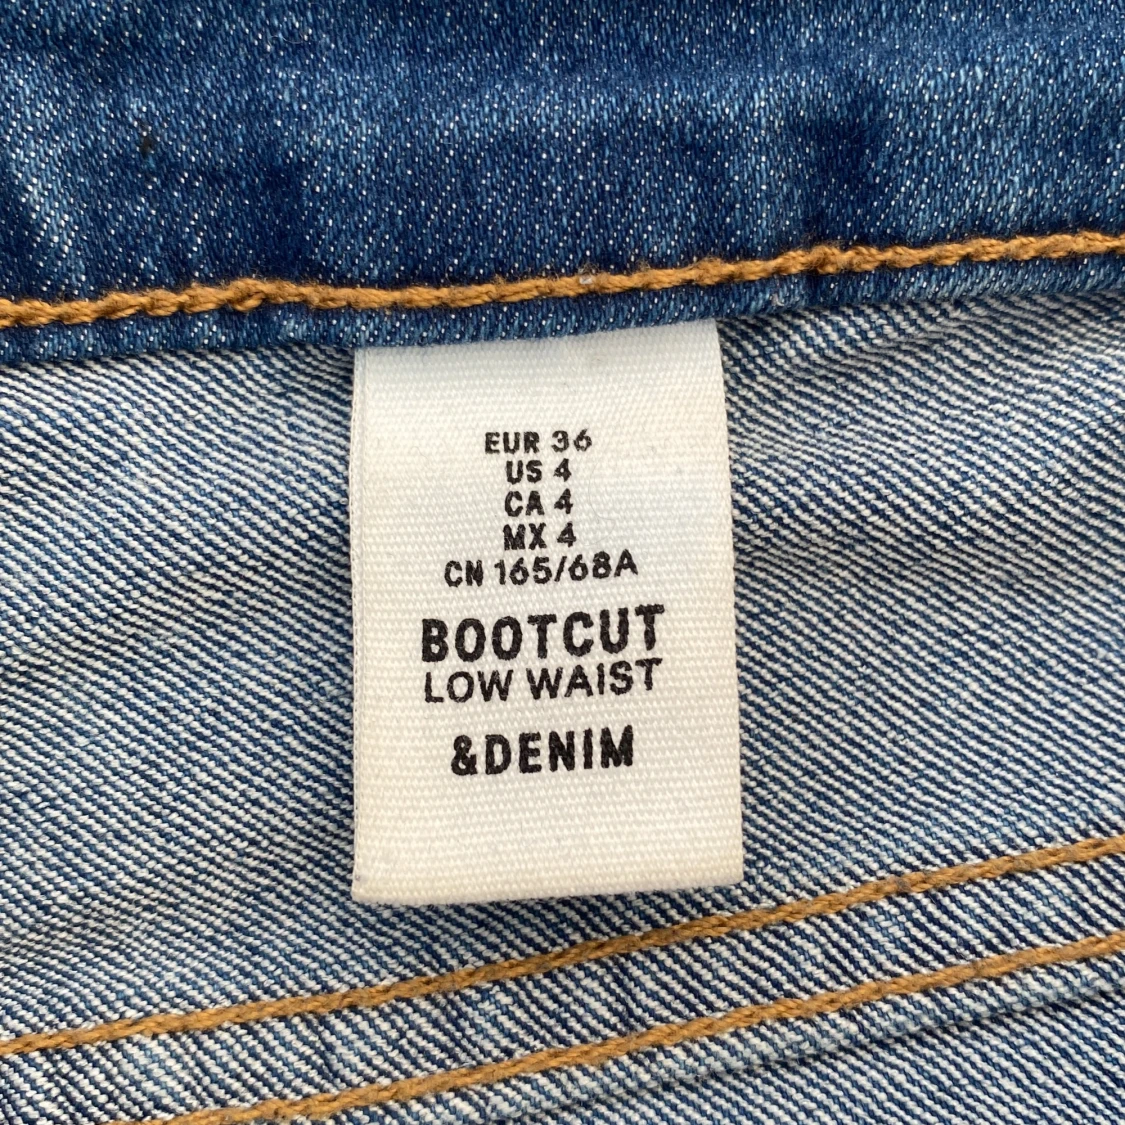 EUR 36
US 4
CA 4
MX 4
CN 165/68A
BOOTCUT
LOW WAIST
&DENIM